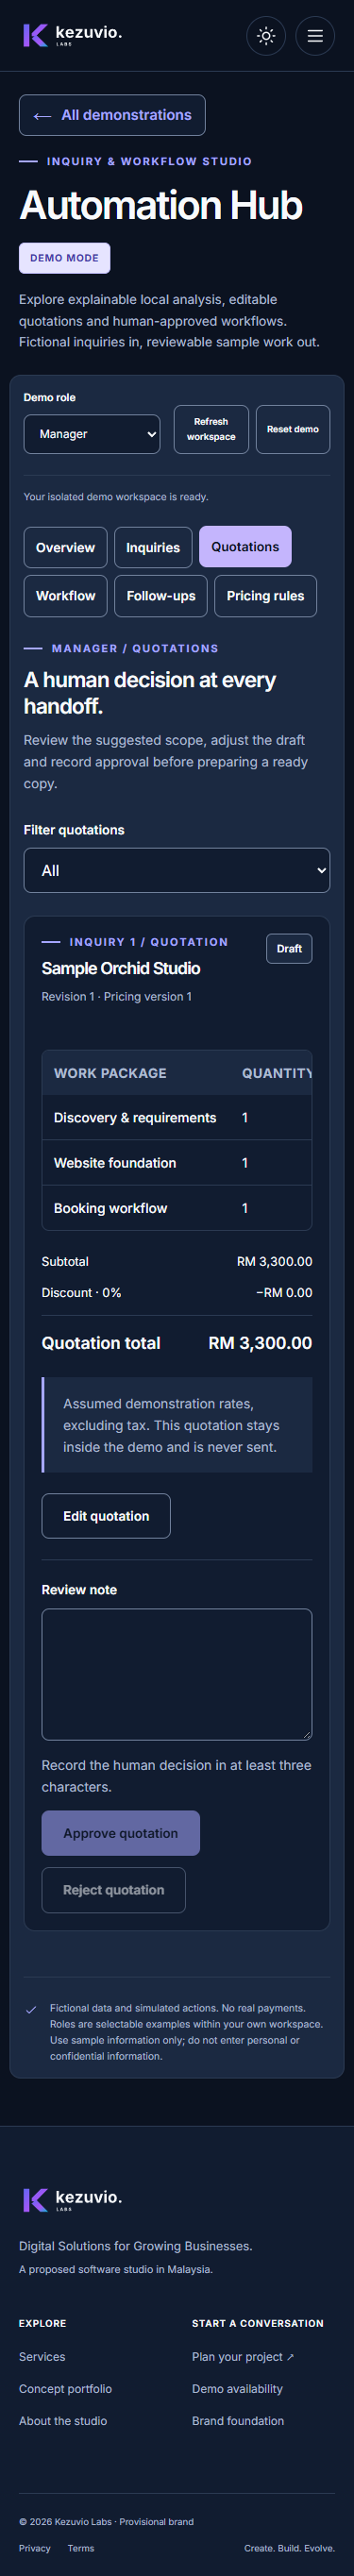 kezuvio.
LABS
← All demonstrations
INQUIRY & WORKFLOW STUDIO
Automation Hub
DEMO MODE
Explore explainable local analysis, editable
quotations and human-approved workflows.
Fictional inquiries in, reviewable sample work out.
Demo role
Manager
Refresh
workspace
Reset demo
Your isolated demo workspace is ready.
Overview
Inquiries
Quotations
Workflow
Follow-ups
Pricing rules
MANAGER / QUOTATIONS
A human decision at every
handoff.
Review the suggested scope, adjust the draft
and record approval before preparing a ready
copy.
Filter quotations
All
INQUIRY 1 / QUOTATION
Draft
Sample Orchid Studio
Revision 1 · Pricing version 1
WORK PACKAGE QUANTITY
Discovery & requirements 1
Website foundation 1
Booking workflow 1
Subtotal RM 3,300.00
Discount · 0% −RM 0.00
Quotation total RM 3,300.00
Assumed demonstration rates,
excluding tax. This quotation stays
inside the demo and is never sent.
Edit quotation
Review note
Record the human decision in at least three
characters.
Approve quotation
Reject quotation
Fictional data and simulated actions. No real payments.
Roles are selectable examples within your own workspace.
Use sample information only; do not enter personal or
confidential information.
kezuvio.
LABS
Digital Solutions for Growing Businesses.
A proposed software studio in Malaysia.
EXPLORE
Services
Concept portfolio
About the studio
START A CONVERSATION
Plan your project ↗
Demo availability
Brand foundation
© 2026 Kezuvio Labs · Provisional brand
Privacy Terms Create. Build. Evolve.